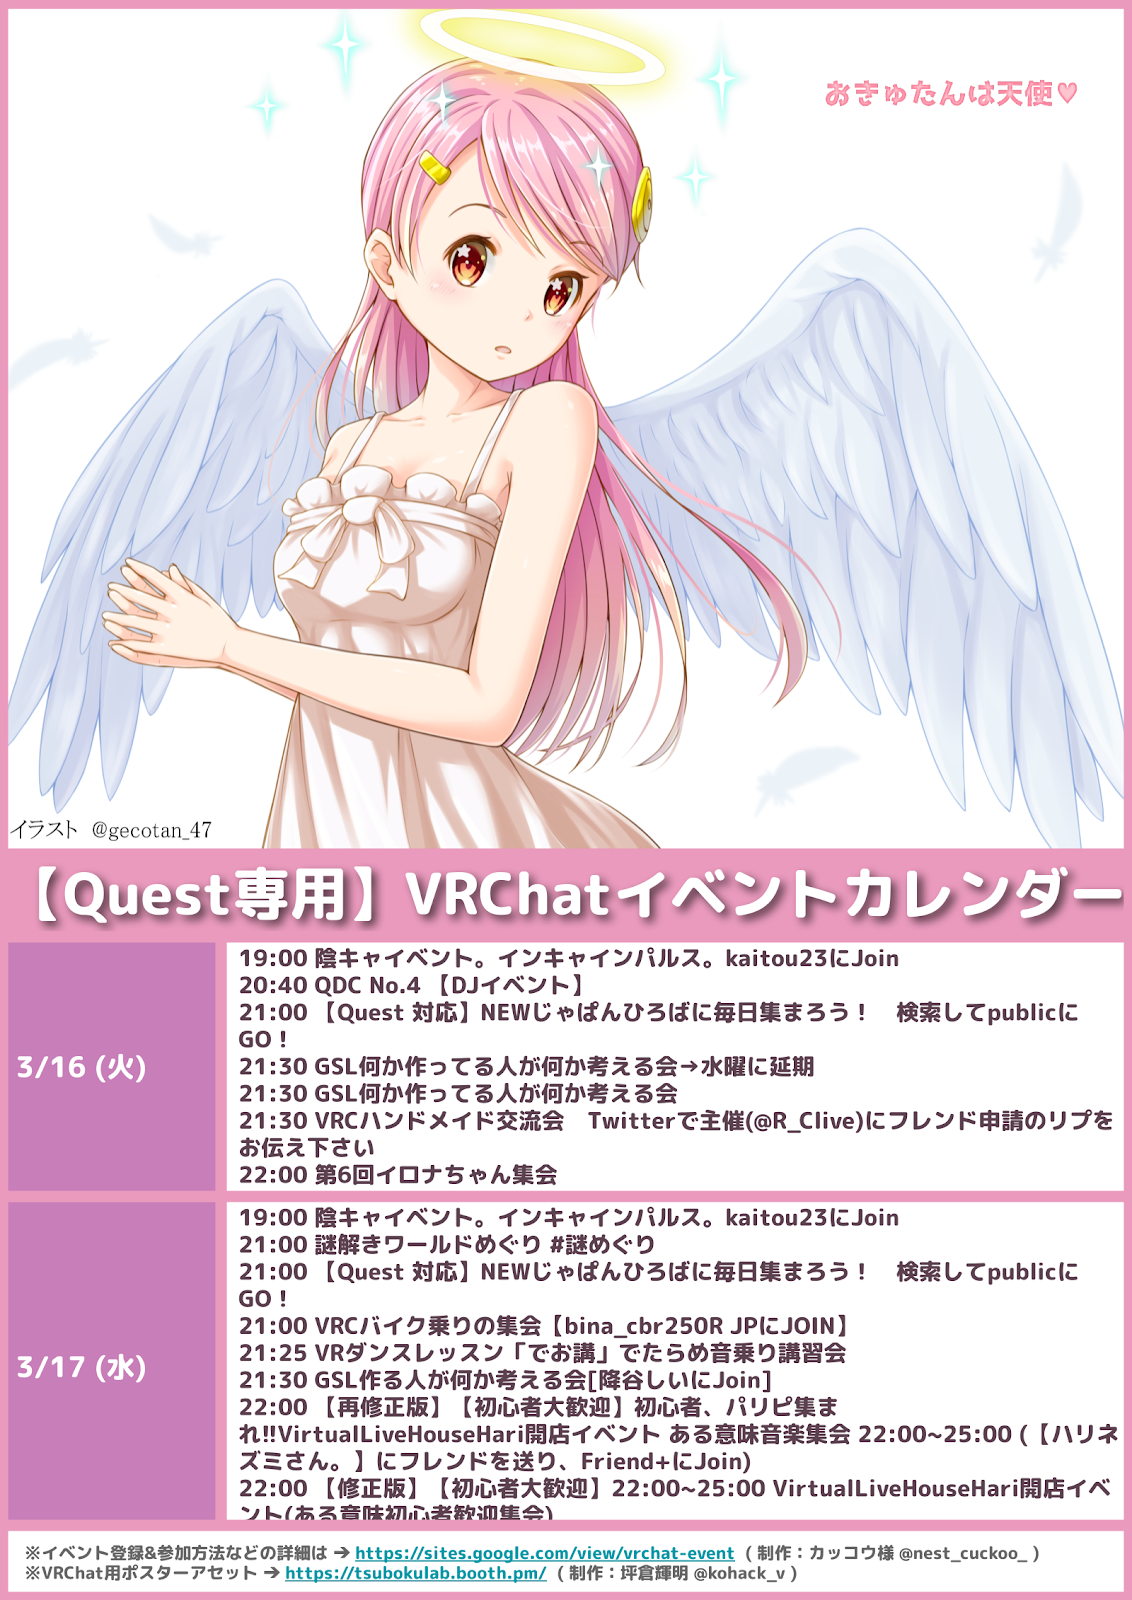 おきゅたんは天使♥
イラスト @gecotan_47
【Quest専用】VRChatイベントカレンダー
3/16 (火)
19:00 陰キャイベント。インキャインパルス。kaitou23にJoin
20:40 QDC No.4 【DJイベント】
21:00 【Quest 対応】NEWじゃぱんひろばに毎日集まろう！　検索してpublicに
GO！
21:30 GSL何か作ってる人が何か考える会→水曜に延期
21:30 GSL何か作ってる人が何か考える会
21:30 VRCハンドメイド交流会　Twitterで主催(@R_Clive)にフレンド申請のリプを
お伝え下さい
22:00 第6回イロナちゃん集会
3/17 (水)
19:00 陰キャイベント。インキャインパルス。kaitou23にJoin
21:00 謎解きワールドめぐり #謎めぐり
21:00 【Quest 対応】NEWじゃぱんひろばに毎日集まろう！　検索してpublicに
GO！
21:00 VRCバイク乗りの集会【bina_cbr250R JPにJOIN】
21:25 VRダンスレッスン「でお講」でたらめ音乗り講習会
21:30 GSL作る人が何か考える会[降谷しいにJoin]
22:00 【再修正版】【初心者大歓迎】初心者、パリピ集ま
れ!!VirtualLiveHouseHari開店イベント ある意味音楽集会 22:00~25:00 (【ハリネ
ズミさん。】にフレンドを送り、Friend+にJoin)
22:00 【修正版】【初心者大歓迎】22:00~25:00 VirtualLiveHouseHari開店イベ
ント(ある意味初心者歓迎集会)
※イベント登録&参加方法などの詳細は → https://sites.google.com/view/vrchat-event ( 制作：カッコウ様 @nest_cuckoo_ )
※VRChat用ポスターアセット → https://tsubokulab.booth.pm/ ( 制作：坪倉輝明 @kohack_v )